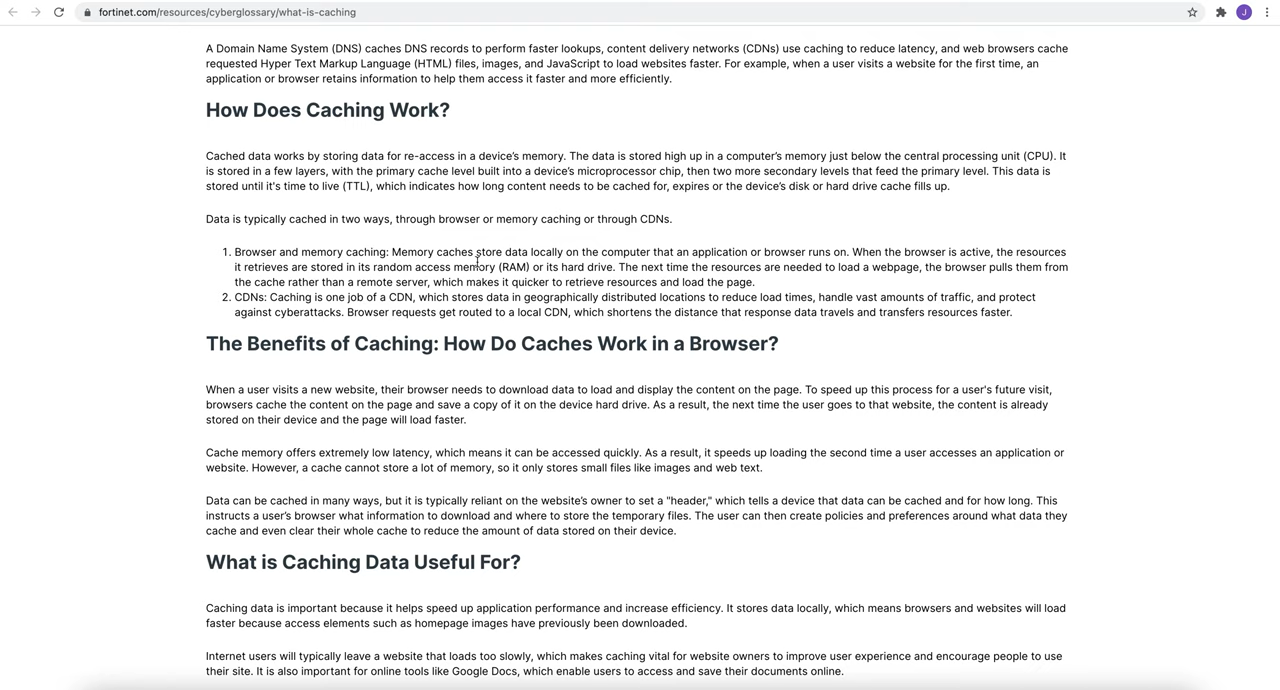 fortinet.com/resources/cyberglossary/what-is-caching
J
A Domain Name System (DNS) caches DNS records to perform faster lookups, content delivery networks (CDNs) use caching to reduce latency, and web browsers cache
requested Hyper Text Markup Language (HTML) files, images, and JavaScript to load websites faster. For example, when a user visits a website for the first time, an
application or browser retains information to help them access it faster and more efficiently.
How Does Caching Work?
Cached data works by storing data for re-access in a device's memory. The data is stored high up in a computer's memory just below the central processing unit (CPU). It
is stored in a few layers, with the primary cache level built into a device's microprocessor chip, then two more secondary levels that feed the primary level. This data is
stored until it's time to live (TTL), which indicates how long content needs to be cached for, expires or the device's disk or hard drive cache fills up.
Data is typically cached in two ways, through browser or memory caching or through CDNs.
1. Browser and memory caching: Memory caches store data locally on the computer that an application or browser runs on. When the browser is active, the resources
it retrieves are stored in its random access memory (RAM) or its hard drive. The next time the resources are needed to load a webpage, the browser pulls them from
the cache rather than a remote server, which makes it quicker to retrieve resources and load the page.
2. CDNs: Caching is one job of a CDN, which stores data in geographically distributed locations to reduce load times, handle vast amounts of traffic, and protect
against cyberattacks. Browser requests get routed to a local CDN, which shortens the distance that response data travels and transfers resources faster.
The Benefits of Caching: How Do Caches Work in a Browser?
When a user visits a new website, their browser needs to download data to load and display the content on the page. To speed up this process for a user's future visit,
browsers cache the content on the page and save a copy of it on the device hard drive. As a result, the next time the user goes to that website, the content is already
stored on their device and the page will load faster.
Cache memory offers extremely low latency, which means it can be accessed quickly. As a result, it speeds up loading the second time a user accesses an application or
website. However, a cache cannot store a lot of memory, so it only stores small files like images and web text.
Data can be cached in many ways, but it is typically reliant on the website's owner to set a "header," which tells a device that data can be cached and for how long. This
instructs a user's browser what information to download and where to store the temporary files. The user can then create policies and preferences around what data they
cache and even clear their whole cache to reduce the amount of data stored on their device.
What is Caching Data Useful For?
Caching data is important because it helps speed up application performance and increase efficiency. It stores data locally, which means browsers and websites will load
faster because access elements such as homepage images have previously been downloaded.
Internet users will typically leave a website that loads too slowly, which makes caching vital for website owners to improve user experience and encourage people to use
their site. It is also important for online tools like Google Docs, which enable users to access and save their documents online.